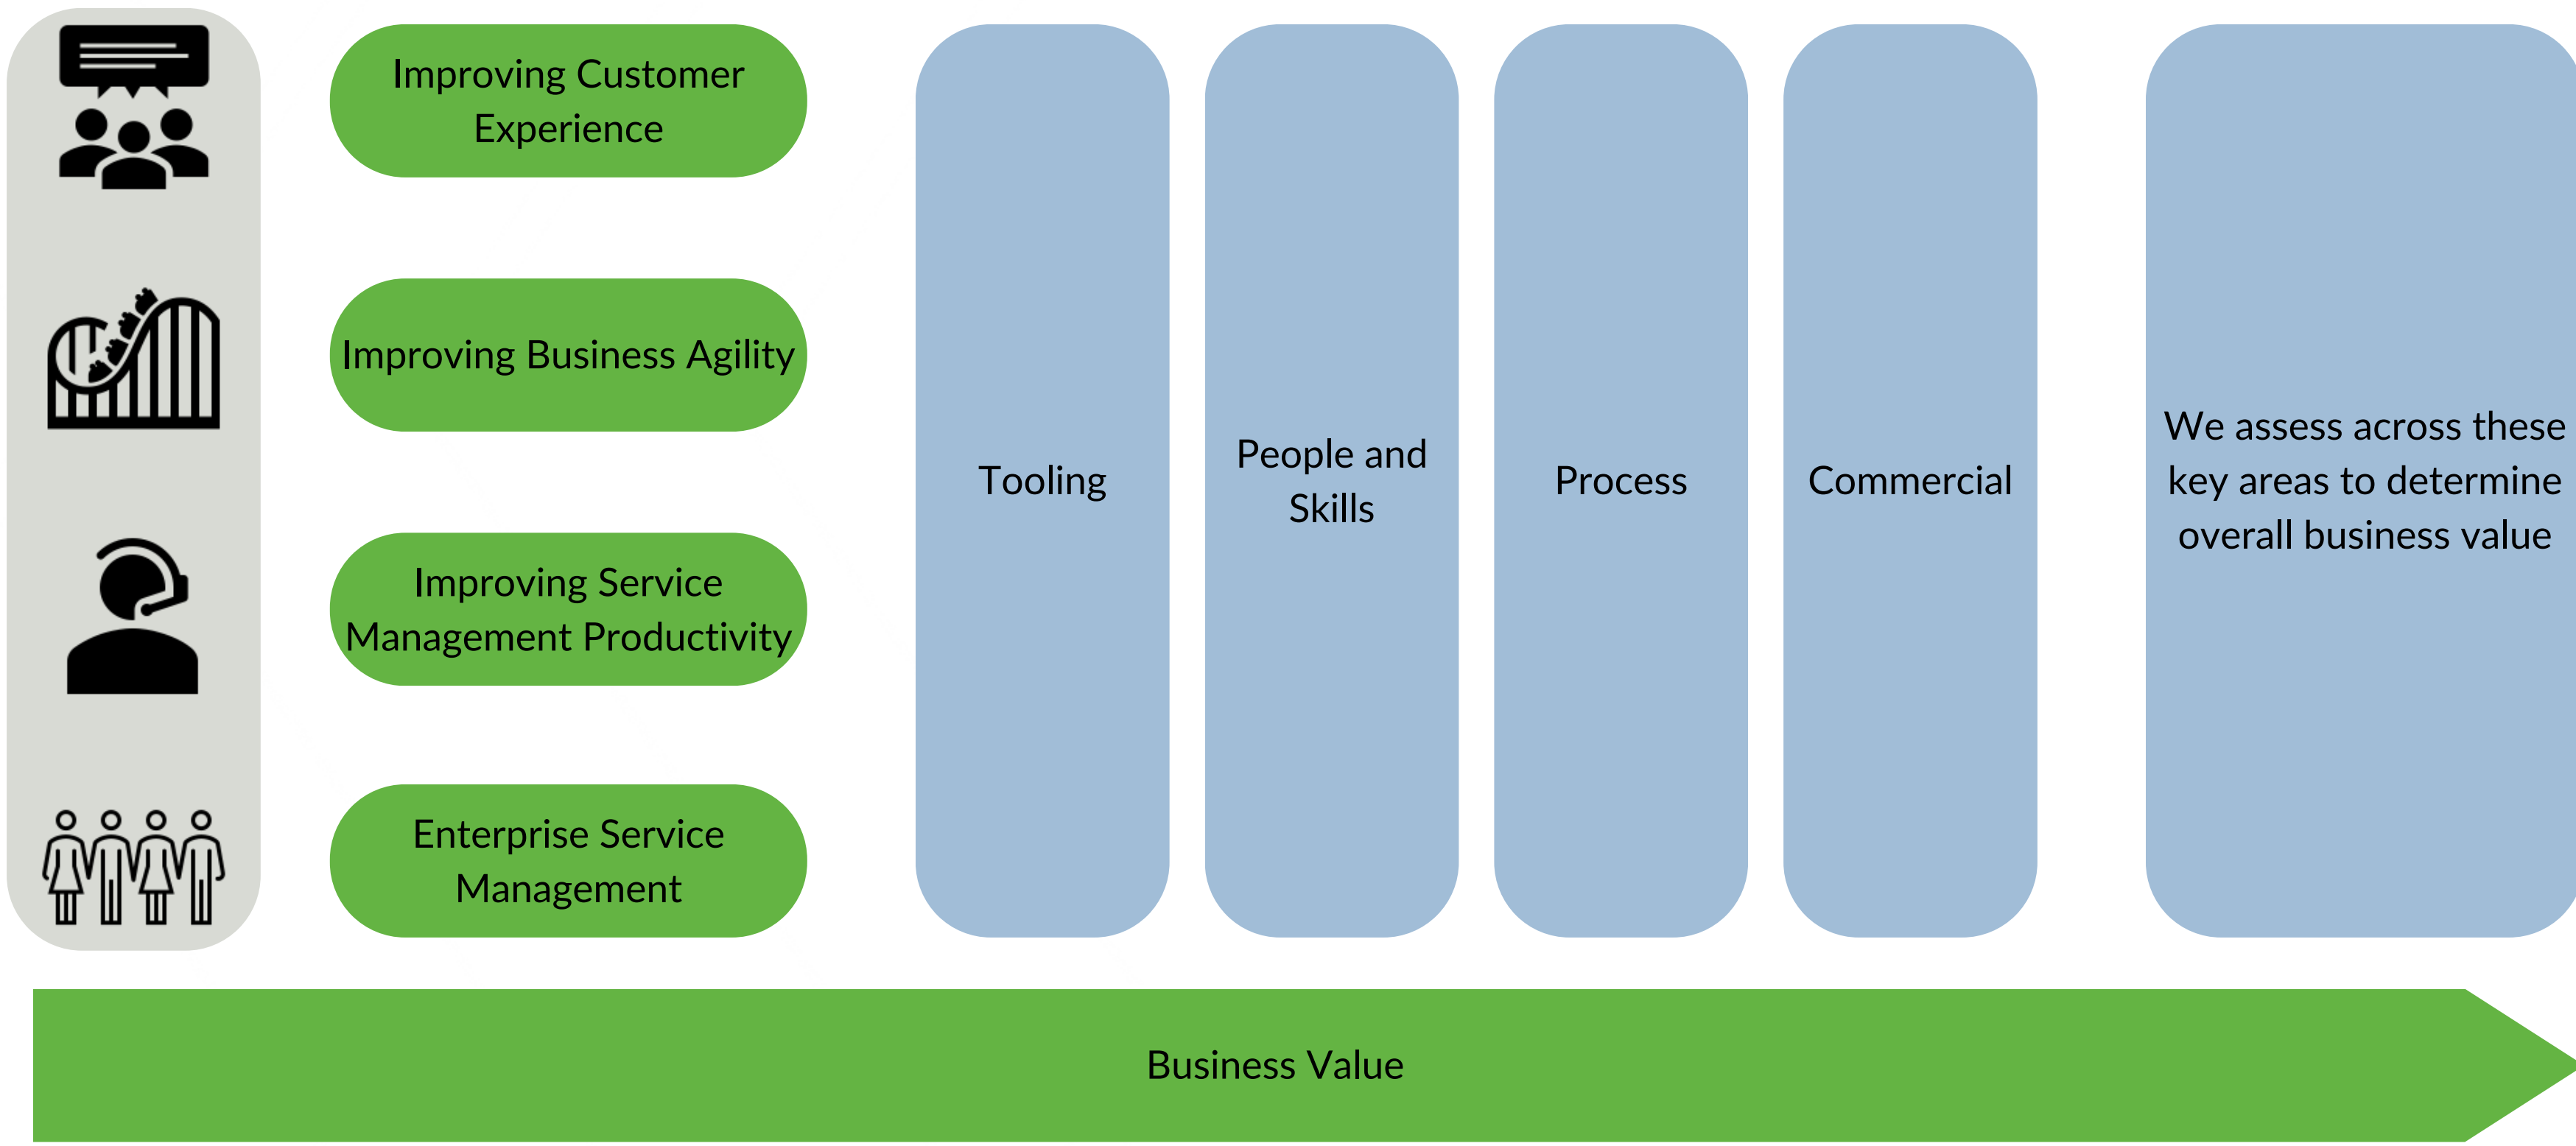 Improving Customer
Experience
Improving Business Agility
Improving Service
Management Productivity
Enterprise Service
Management
Tooling
People and
Skills
Process
Commercial
We assess across these
key areas to determine
overall business value
Business Value